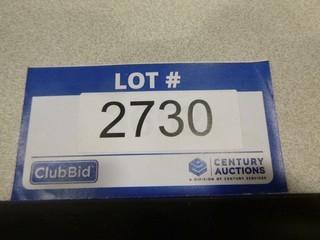 LOT #
2730
ClubBid
CENTURY
AUCTIONS
A DIVISION OF CENTURY SERVICES